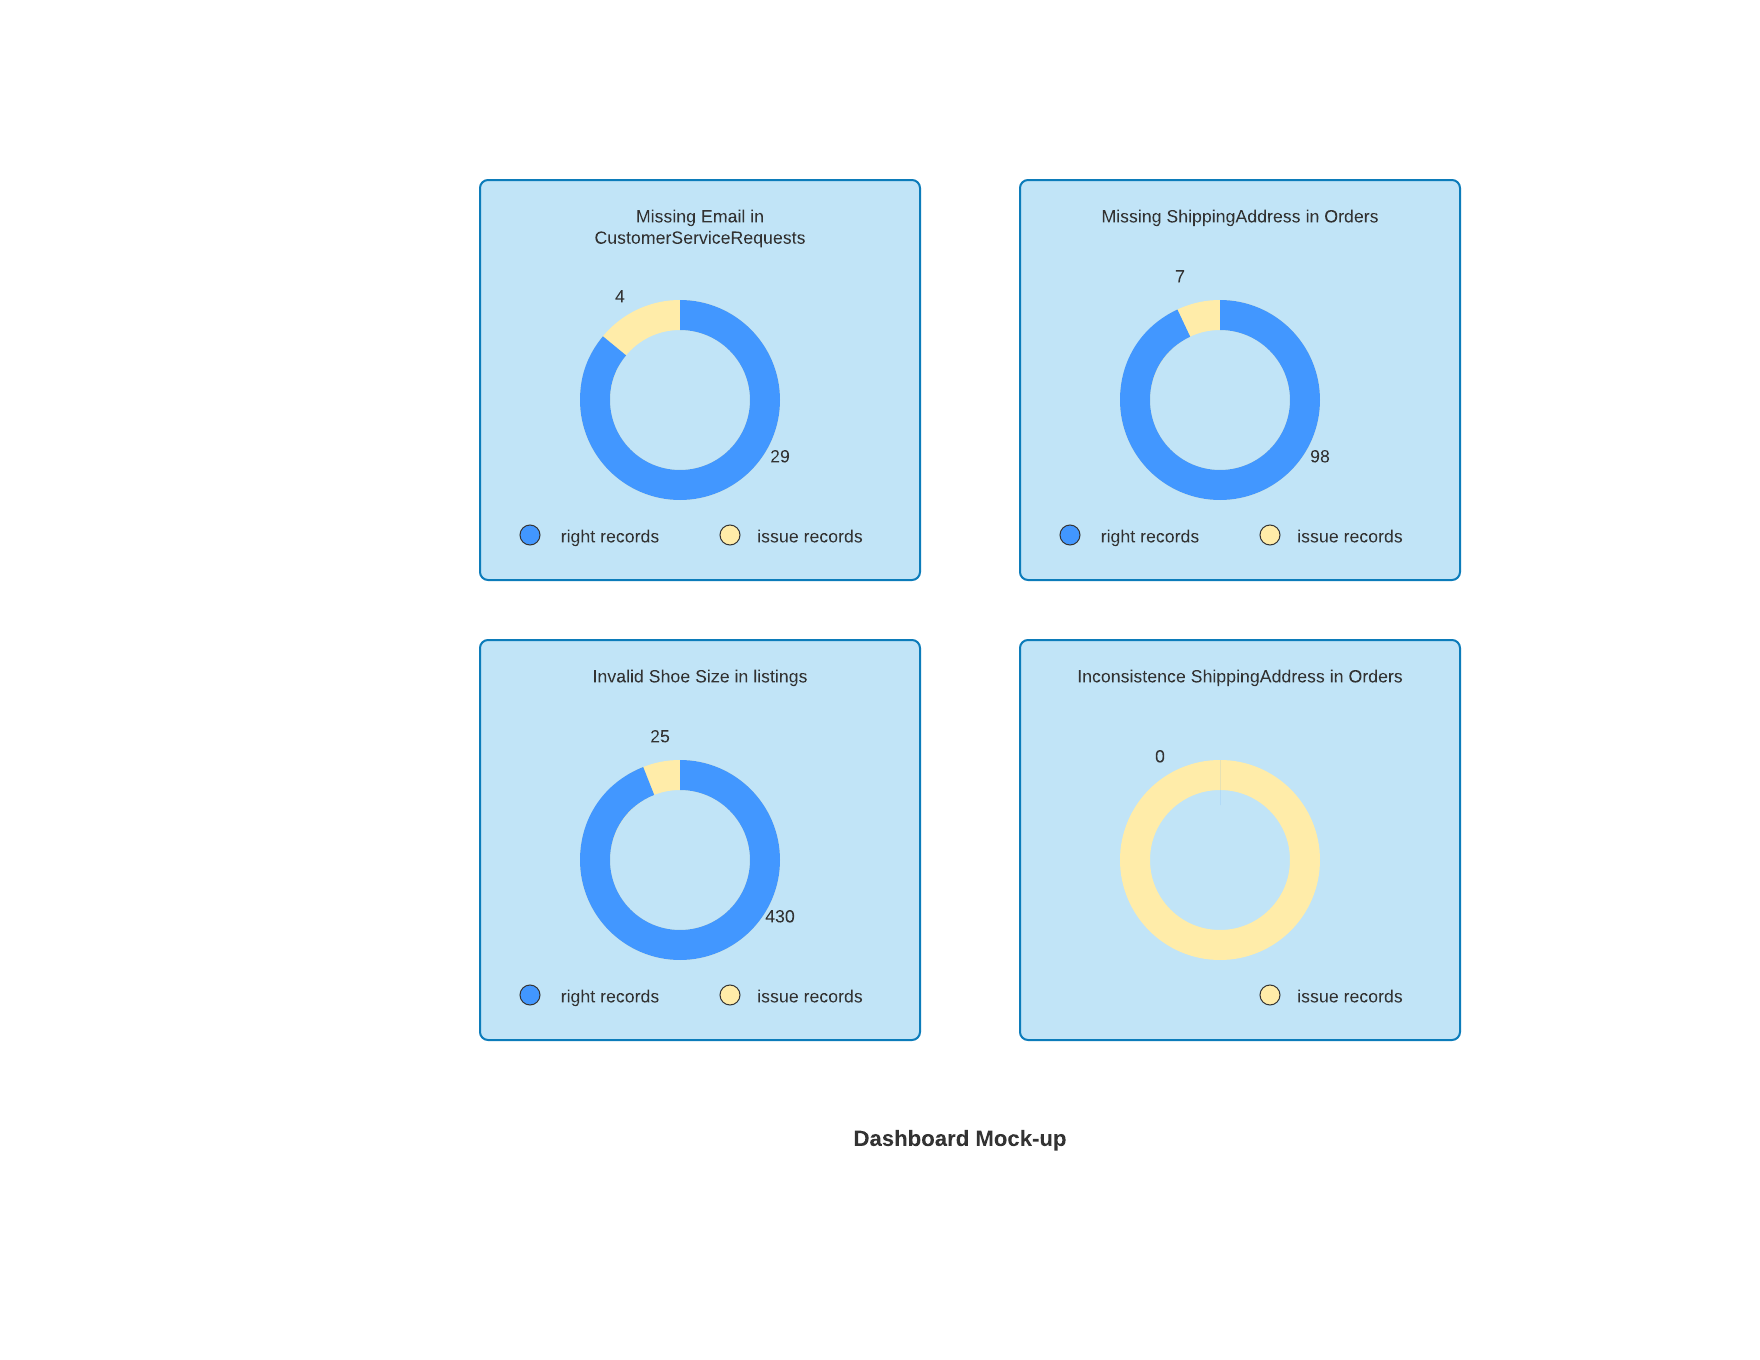 Missing Email in
CustomerServiceRequests
4
29
right records
issue records
Missing ShippingAddress in Orders
7
98
right records
issue records
Invalid Shoe Size in listings
25
430
right records
issue records
Inconsistence ShippingAddress in Orders
0
issue records
Dashboard Mock-up